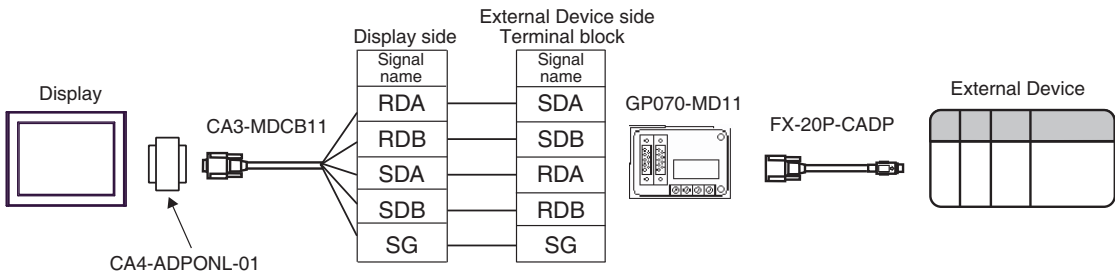 External Device side
Display side Terminal block
Signal name Signal name
RDA SDA
RDB SDB
SDA RDA
SDB RDB
SG SG
Display
CA3-MDCB11
GP070-MD11
FX-20P-CADP
External Device
CA4-ADPONL-01